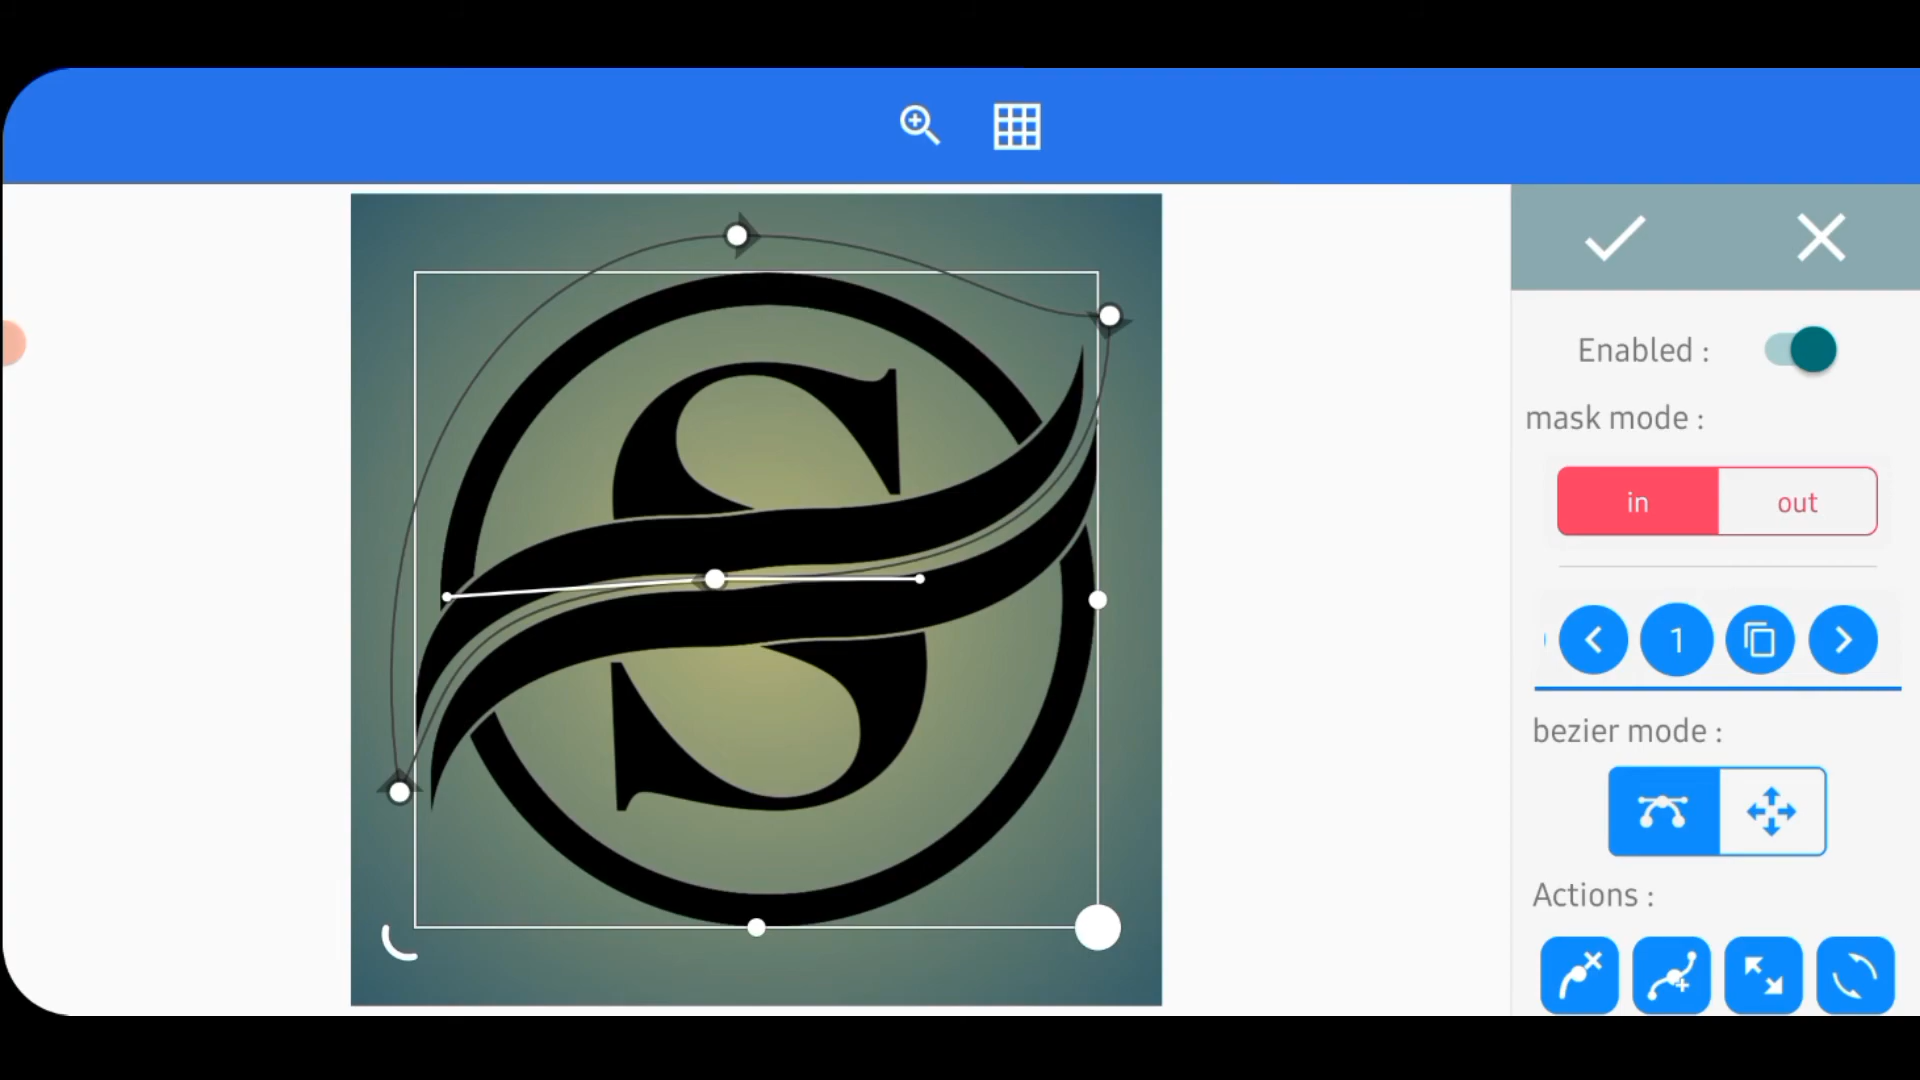 S
Enabled :
mask mode :
in out
1
bezier mode :
Actions :